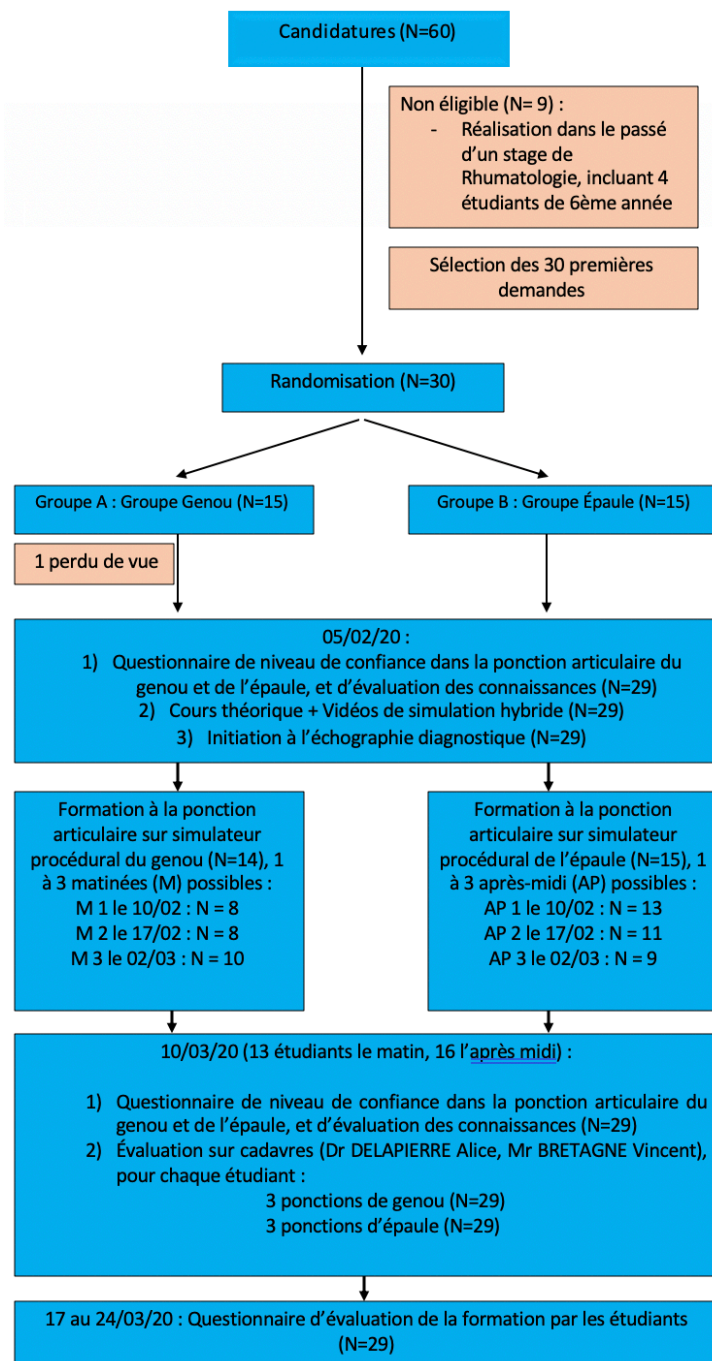 Candidatures (N=60)
Non éligible (N= 9) :
- Réalisation dans le passé
d'un stage de
Rhumatologie, incluant 4
étudiants de 6ème année
Sélection des 30 premières
demandes
Randomisation (N=30)
Groupe A : Groupe Genou (N=15)
Groupe B : Groupe Épaule (N=15)
1 perdu de vue
05/02/20 :
1) Questionnaire de niveau de confiance dans la ponction articulaire du
genou et de l'épaule, et d'évaluation des connaissances (N=29)
2) Cours théorique + Vidéos de simulation hybride (N=29)
3) Initiation à l'échographie diagnostique (N=29)
Formation à la ponction
articulaire sur simulateur
procédural du genou (N=14), 1
à 3 matinées (M) possibles :
M 1 le 10/02 : N = 8
M 2 le 17/02 : N = 8
M 3 le 02/03 : N = 10
Formation à la ponction
articulaire sur simulateur
procédural de l'épaule (N=15), 1
à 3 après-midi (AP) possibles :
AP 1 le 10/02 : N = 13
AP 2 le 17/02 : N = 11
AP 3 le 02/03 : N = 9
10/03/20 (13 étudiants le matin, 16 l'après midi) :
1) Questionnaire de niveau de confiance dans la ponction articulaire du
genou et de l'épaule, et d'évaluation des connaissances (N=29)
2) Évaluation sur cadavres (Dr DELAPIERRE Alice, Mr BRETAGNE Vincent),
pour chaque étudiant :
3 ponctions de genou (N=29)
3 ponctions d'épaule (N=29)
17 au 24/03/20 : Questionnaire d'évaluation de la formation par les étudiants
(N=29)